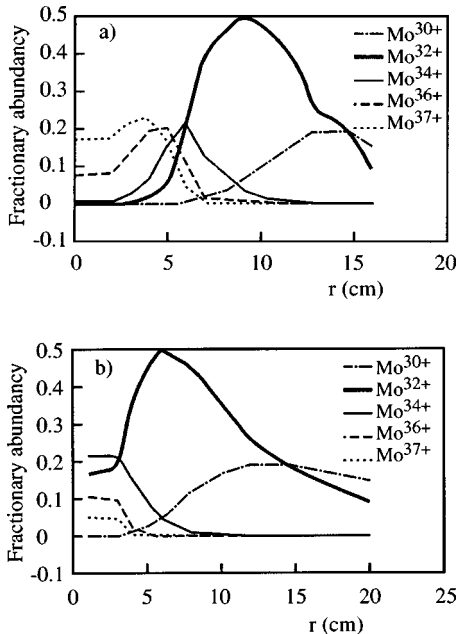 a)
Fractionary abundancy
0.5
0.4
0.3
0.2
0.1
0
-0.1
0
5
10
15
20
r (cm)
Mo30+
Mo32+
Mo34+
Mo36+
Mo37+
b)
Fractionary abundancy
0.5
0.4
0.3
0.2
0.1
0
-0.1
0
5
10
15
20
25
r (cm)
Mo30+
Mo32+
Mo34+
Mo36+
Mo37+